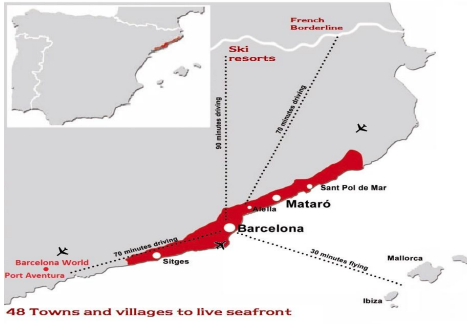 French
Borderline
Ski
resorts
90 minutes driving
70 minutes driving
Sant Pol de Mar
Mataró
Alella
Barcelona
70 minutes driving
30 minutes flying
Barcelona World
Port Aventura
Sitges
Mallorca
Ibiza
48 Towns and villages to live seafront